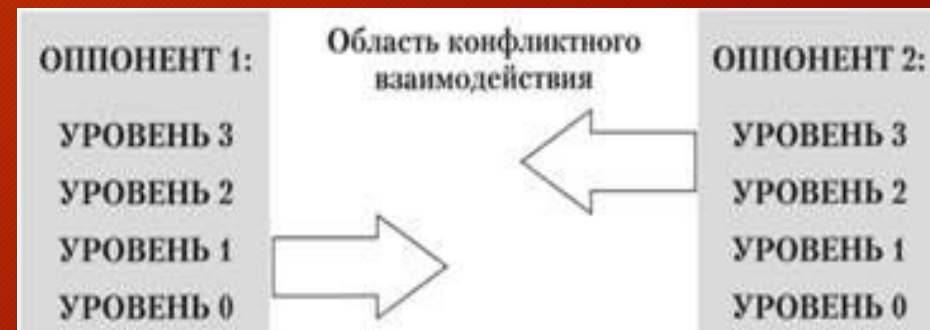 ОППОНЕНТ 1:
УРОВЕНЬ 3
УРОВЕНЬ 2
УРОВЕНЬ 1
УРОВЕНЬ 0
Область конфликтного
взаимодействия
ОППОНЕНТ 2:
УРОВЕНЬ 3
УРОВЕНЬ 2
УРОВЕНЬ 1
УРОВЕНЬ 0